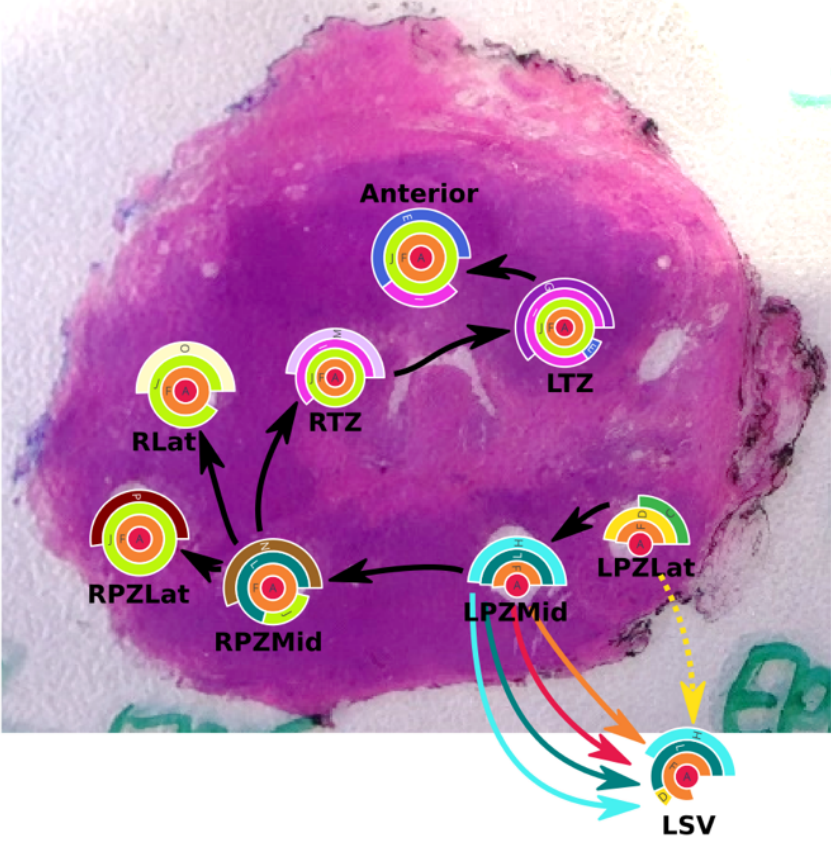 Anterior
E
J F A
I
G
J F A
E
LTZ
M
J F A
RTZ
O
J F A
RLat
P
J F A
RPZLat
N
L
F A
J
RPZMid
H
L
F
A
LPZMid
D
F
A
LPZLat
H
L
F
A
D
LSV